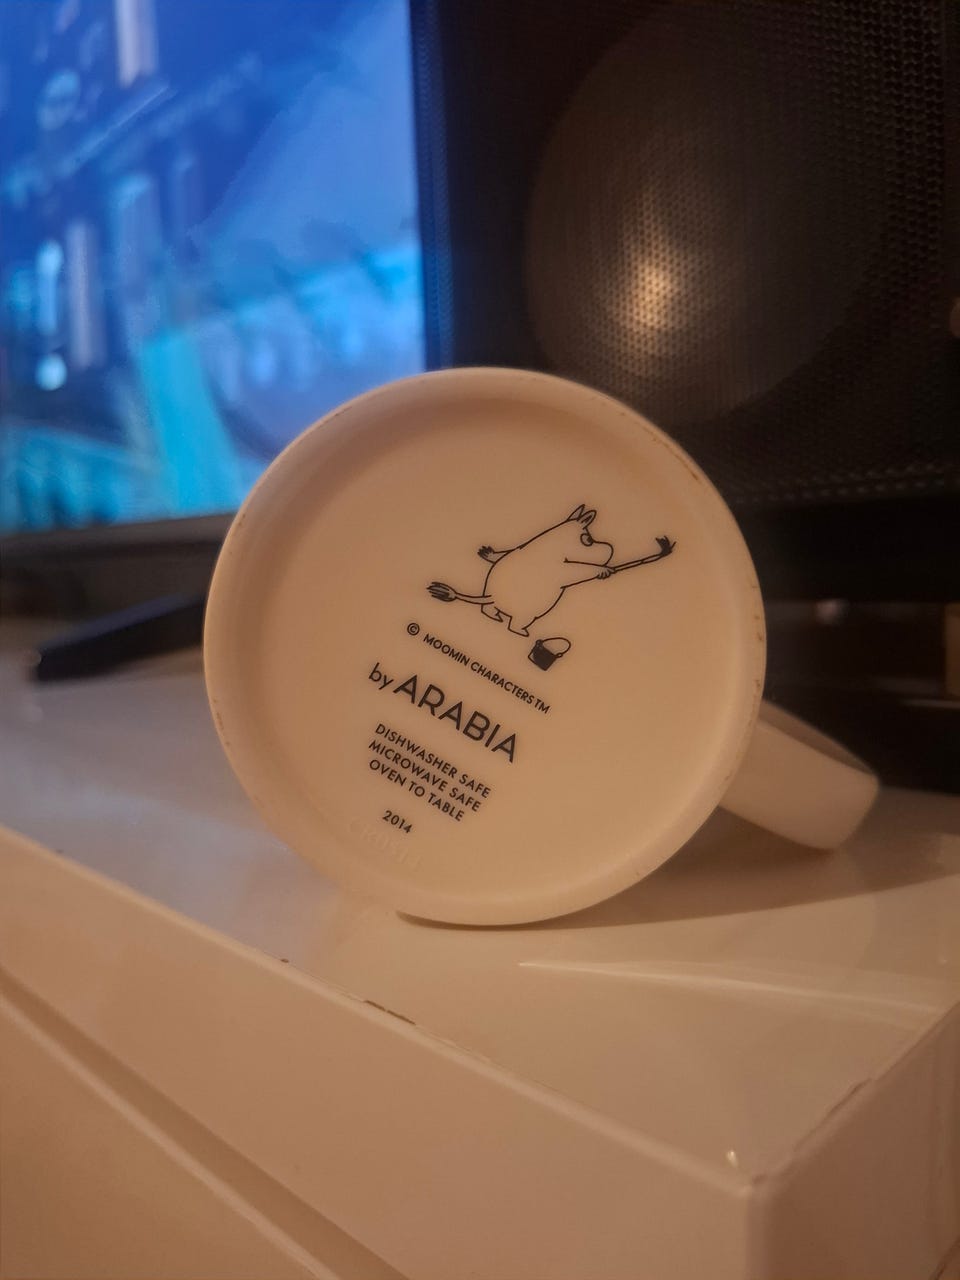 © MOOMIN CHARACTERS™
by ARABIA
DISHWASHER SAFE
MICROWAVE SAFE
OVEN TO TABLE
2014